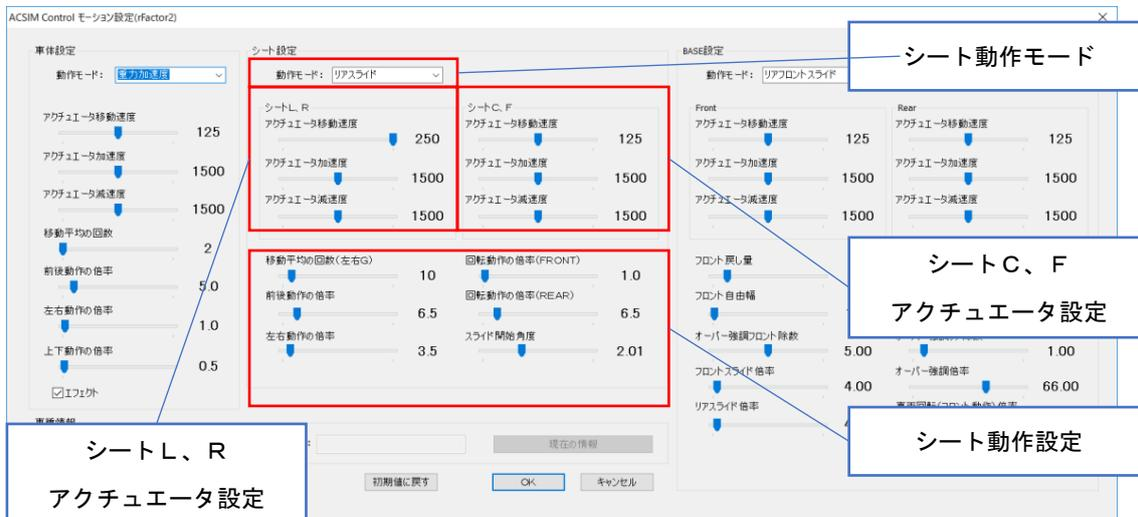 ACSIM Control モーション設定(rFactor2)
車体設定
動作モード: 重力加速度
アクチュエータ移動速度
125
アクチュエータ加速度
1500
アクチュエータ減速度
1500
移動平均の回数
2
前後動作の倍率
5.0
左右動作の倍率
1.0
上下動作の倍率
0.5
エフェクト
車種情報
シート設定
動作モード: リアスライド
シートL、R
アクチュエータ移動速度
250
アクチュエータ加速度
1500
アクチュエータ減速度
1500
シートC、F
アクチュエータ移動速度
125
アクチュエータ加速度
1500
アクチュエータ減速度
1500
移動平均の回数(左右G)
10
前後動作の倍率
6.5
左右動作の倍率
3.5
回転動作の倍率(FRONT)
1.0
回転動作の倍率(REAR)
6.5
スライド開始角度
2.01
現在の情報
初期値に戻す
OK
キャンセル
BASE設定
動作モード: リアフロントスライド
Front
アクチュエータ移動速度
125
アクチュエータ加速度
1500
アクチュエータ減速度
1500
Rear
アクチュエータ移動速度
125
アクチュエータ加速度
1500
アクチュエータ減速度
1500
フロント戻し量
フロント自由幅
オーバー強調フロント除数
5.00
フロントスライド倍率
4.00
リアスライド倍率
1.00
オーバー強調倍率
66.00
シート動作モード
シートC、F
アクチュエータ設定
シート動作設定
シートL、R
アクチュエータ設定